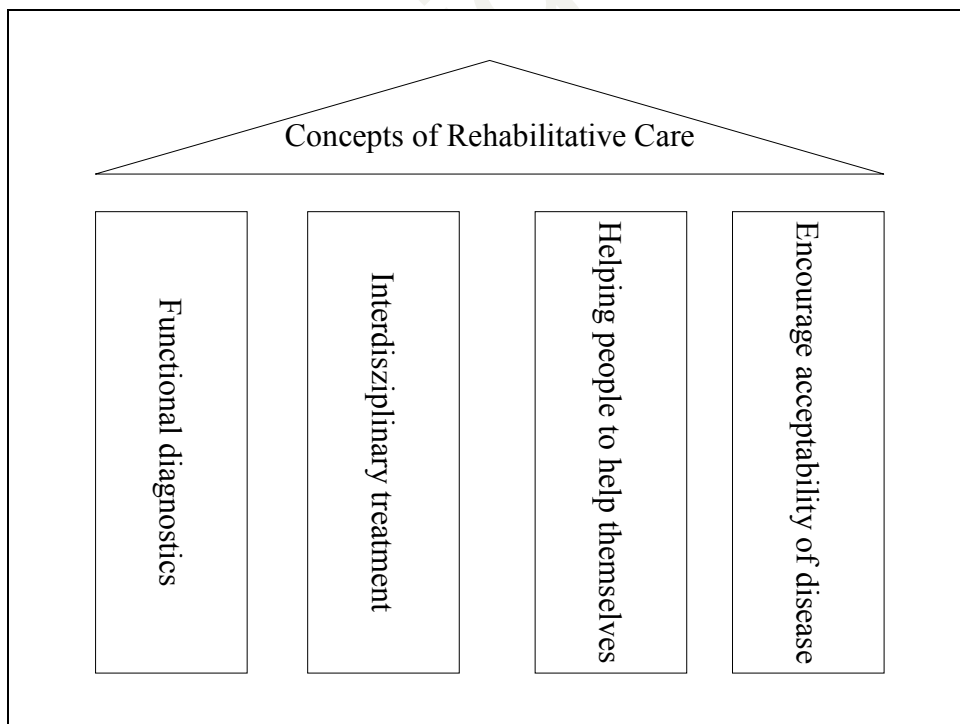 Concepts of Rehabilitative Care
Functional diagnostics
Interdisziplinary treatment
Helping people to help themselves
Encourage acceptability of disease